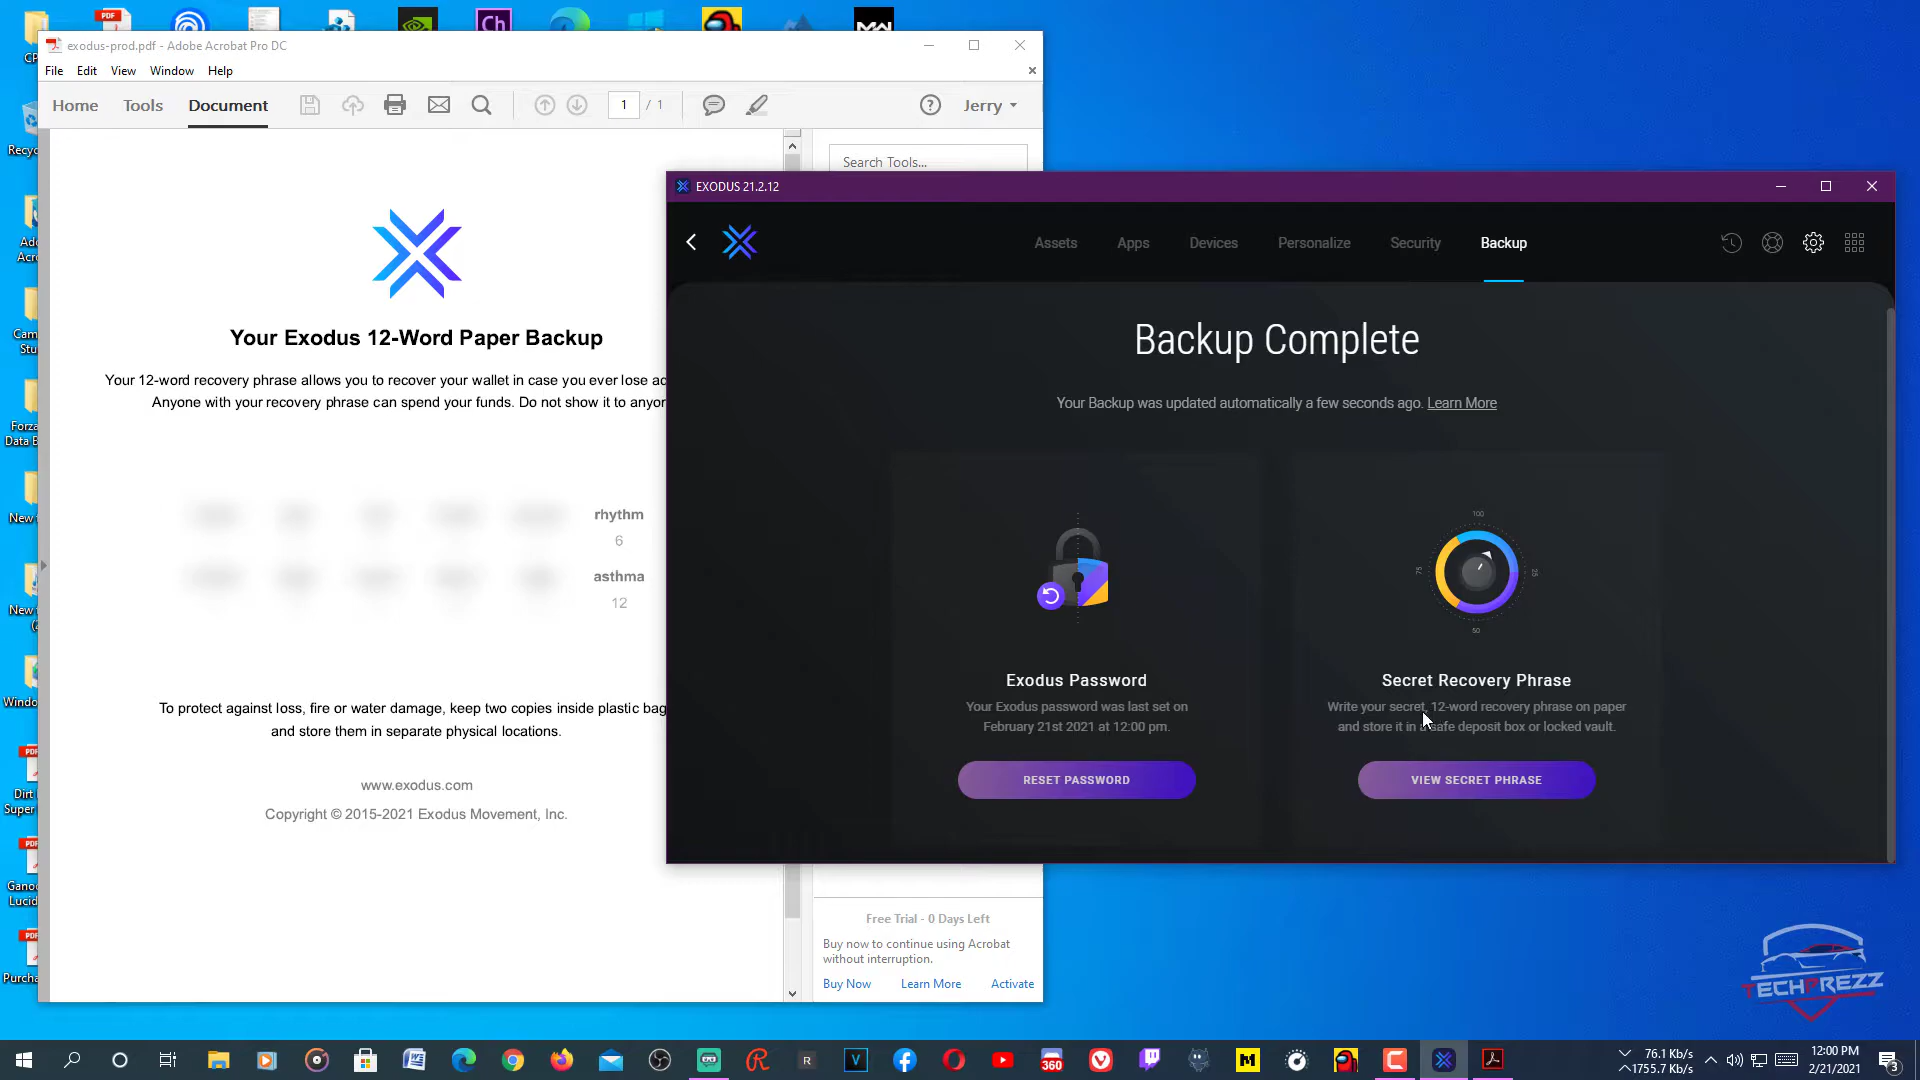 exodus-prod.pdf - Adobe Acrobat Pro DC
File Edit View Window Help
Home Tools Document 1 / 1 Jerry
Search Tools...
Your Exodus 12-Word Paper Backup
Your 12-word recovery phrase allows you to recover your wallet in case you ever lose
Anyone with your recovery phrase can spend your funds. Do not show it to
rhythm
6
asthma
12
To protect against loss, fire or water damage, keep two copies inside plastic
and store them in separate physical locations.
www.exodus.com
Copyright © 2015-2021 Exodus Movement, Inc.
Free Trial - 0 Days Left
Buy now to continue using Acrobat
without interruption.
Buy Now Learn More Activate
EXODUS 21.2.12
Assets Apps Devices Personalize Security Backup
Backup Complete
Your Backup was updated automatically a few seconds ago. Learn More
Exodus Password
Your Exodus password was last set on
February 21st 2021 at 12:00 pm.
RESET PASSWORD
100
75
25
50
Secret Recovery Phrase
Write your secret, 12-word recovery phrase on paper
and store it in a safe deposit box or locked vault.
VIEW SECRET PHRASE
TECHPREZZ
76.1 Kb/s
1755.7 Kb/s
12:00 PM
2/21/2021
3
360